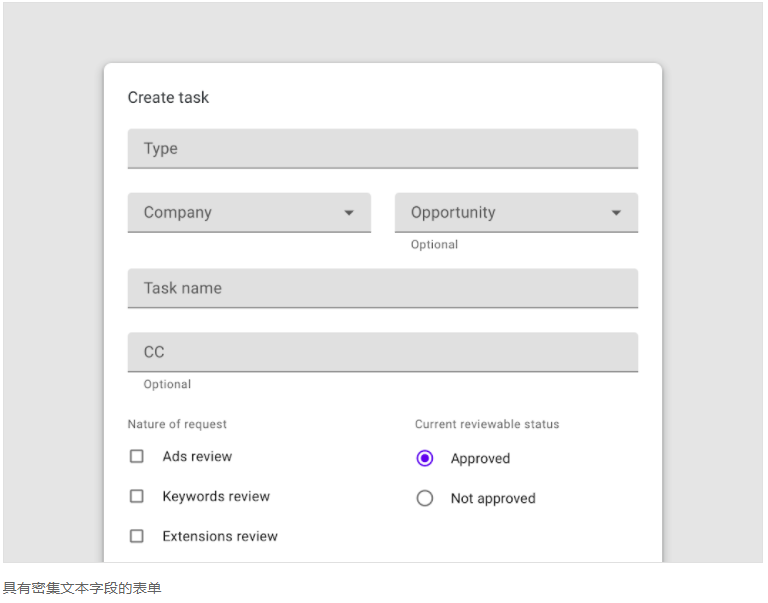 Create task
Type
Company
Opportunity
Optional
Task name
CC
Optional
Nature of request
Current reviewable status
Ads review
Approved
Keywords review
Not approved
Extensions review
具有密集文本字段的表单